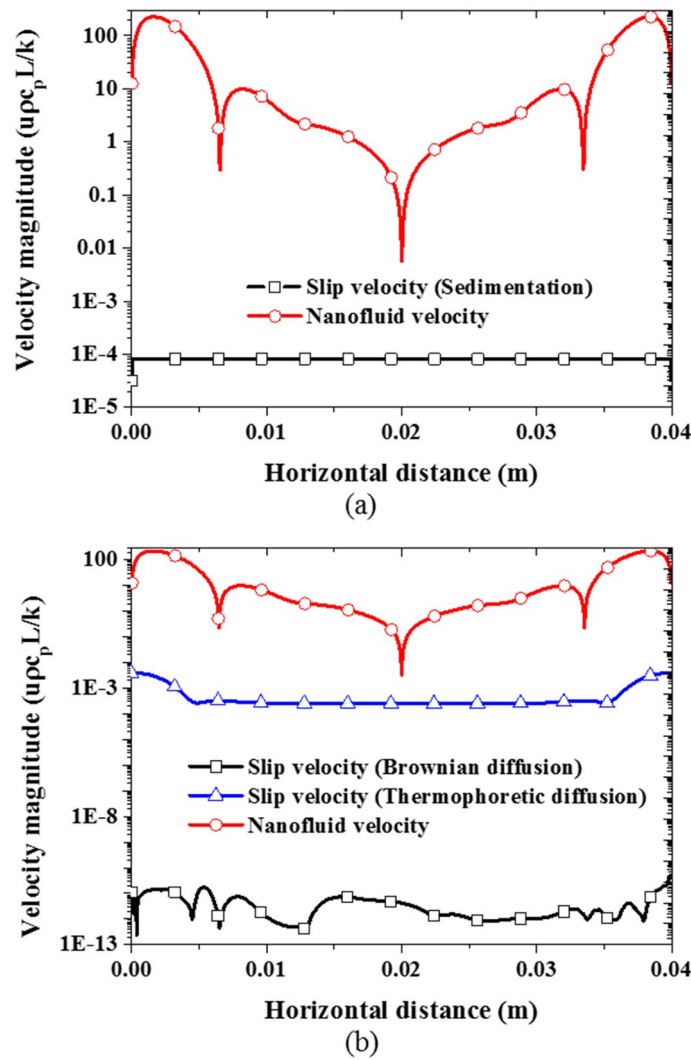 Velocity magnitude (uρc_pL/k)
100
10
1
0.1
0.01
1E-3
1E-4
1E-5
Slip velocity (Sedimentation)
Nanofluid velocity
0.00 0.01 0.02 0.03 0.04
Horizontal distance (m)
(a)
Velocity magnitude (uρc_pL/k)
100
1E-3
1E-8
1E-13
Slip velocity (Brownian diffusion)
Slip velocity (Thermophoretic diffusion)
Nanofluid velocity
0.00 0.01 0.02 0.03 0.04
Horizontal distance (m)
(b)